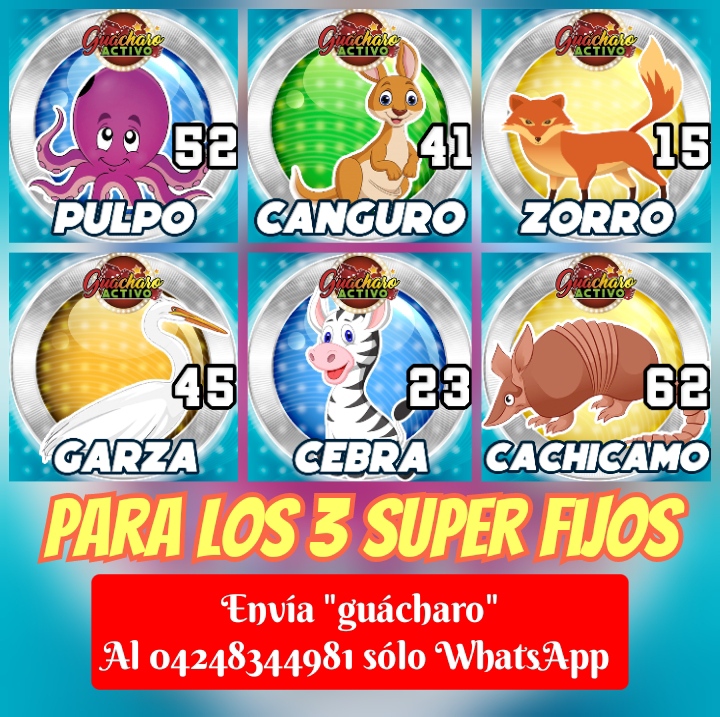 Guácharo Guácharo Guácharo
ACTIVO ACTIVO ACTIVO
52 41 15
PULPO CANGURO ZORRO
Guácharo Guácharo Guácharo
ACTIVO ACTIVO ACTIVO
45 23 62
GARZA CEBRA CACHICAMO
PARA LOS 3 SUPER FIJOS
Envía "guácharo"
Al 04248344981 sólo WhatsApp